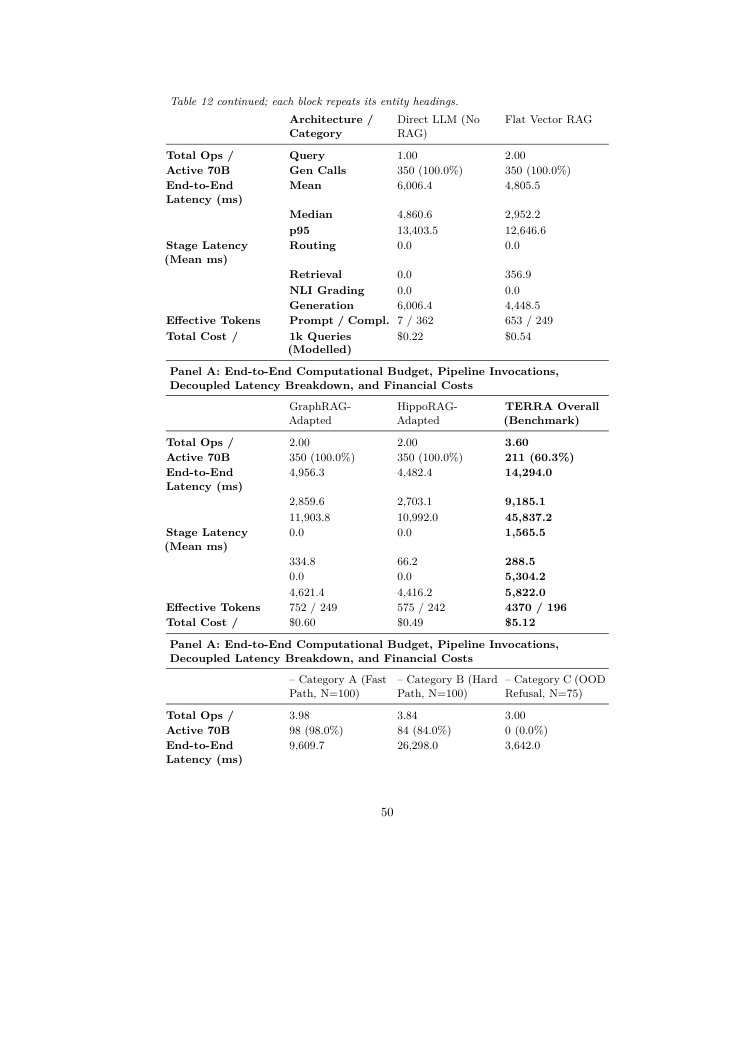 Table 12 continued; each block repeats its entity headings.
Architecture / Direct LLM (No Flat Vector RAG
Category RAG)
Total Ops / Query 1.00 2.00
Active 70B Gen Calls 350 (100.0%) 350 (100.0%)
End-to-End Mean 6,006.4 4,805.5
Latency (ms)
Median 4,860.6 2,952.2
p95 13,403.5 12,646.6
Stage Latency Routing 0.0 0.0
(Mean ms)
Retrieval 0.0 356.9
NLI Grading 0.0 0.0
Generation 6,006.4 4,448.5
Effective Tokens Prompt / Compl. 7 / 362 653 / 249
Total Cost / 1k Queries $0.22 $0.54
(Modelled)
Panel A: End-to-End Computational Budget, Pipeline Invocations,
Decoupled Latency Breakdown, and Financial Costs
GraphRAG- HippoRAG- TERRA Overall
Adapted Adapted (Benchmark)
Total Ops / 2.00 2.00 3.60
Active 70B 350 (100.0%) 350 (100.0%) 211 (60.3%)
End-to-End 4,956.3 4,482.4 14,294.0
Latency (ms)
2,859.6 2,703.1 9,185.1
11,903.8 10,992.0 45,837.2
Stage Latency 0.0 0.0 1,565.5
(Mean ms)
334.8 66.2 288.5
0.0 0.0 5,304.2
4,621.4 4,416.2 5,822.0
Effective Tokens 752 / 249 575 / 242 4370 / 196
Total Cost / $0.60 $0.49 $5.12
Panel A: End-to-End Computational Budget, Pipeline Invocations,
Decoupled Latency Breakdown, and Financial Costs
– Category A (Fast – Category B (Hard – Category C (OOD
Path, N=100) Path, N=100) Refusal, N=75)
Total Ops / 3.98 3.84 3.00
Active 70B 98 (98.0%) 84 (84.0%) 0 (0.0%)
End-to-End 9,609.7 26,298.0 3,642.0
Latency (ms)
50